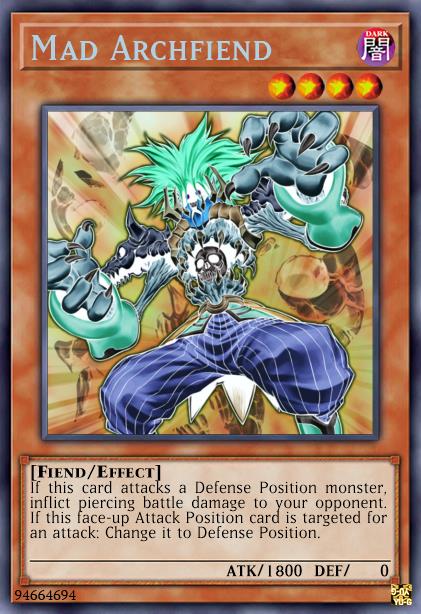 Mad Archfiend
DARK
闇
[Fiend/Effect]
If this card attacks a Defense Position monster,
inflict piercing battle damage to your opponent.
If this face-up Attack Position card is targeted for
an attack: Change it to Defense Position.
ATK/1800 DEF/ 0
94664694